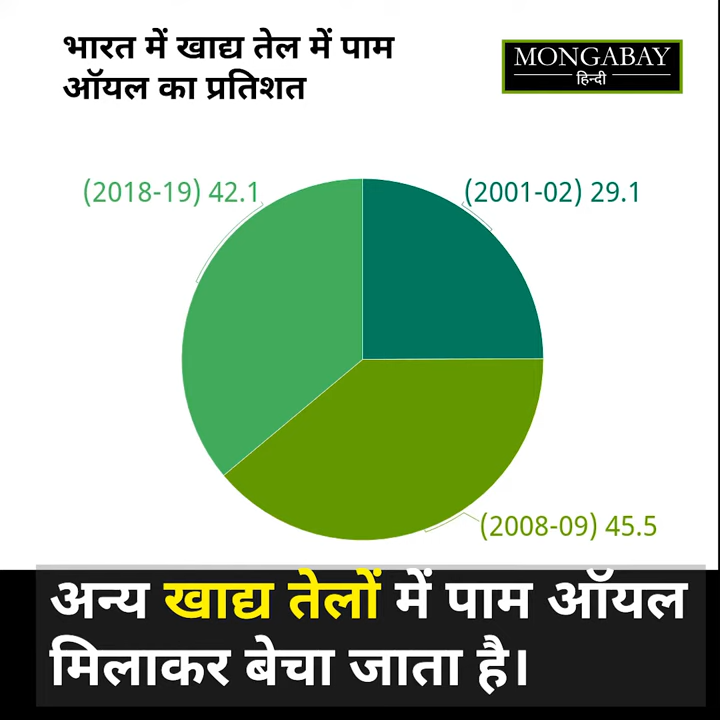 भारत में खाद्य तेल में पाम
ऑयल का प्रतिशत
MONGABAY
हिन्दी
(2018-19) 42.1
(2001-02) 29.1
(2008-09) 45.5
अन्य खाद्य तेलों में पाम ऑयल
मिलाकर बेचा जाता है।